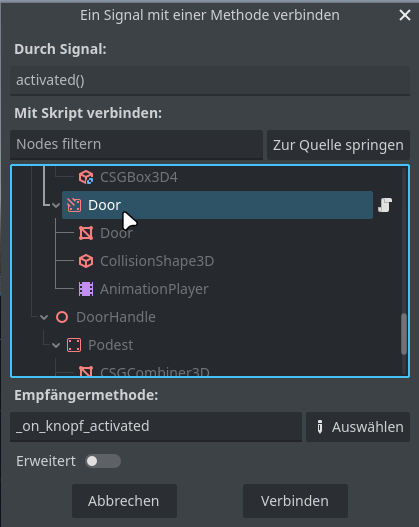 Ein Signal mit einer Methode verbinden
Durch Signal:
activated()
Mit Skript verbinden:
Nodes filtern
Zur Quelle springen
CSGBox3D4
Door
Door
CollisionShape3D
AnimationPlayer
DoorHandle
Podest
CSGCombiner3D
Empfängermethode:
_on_knopf_activated
Auswählen
Erweitert
Abbrechen
Verbinden